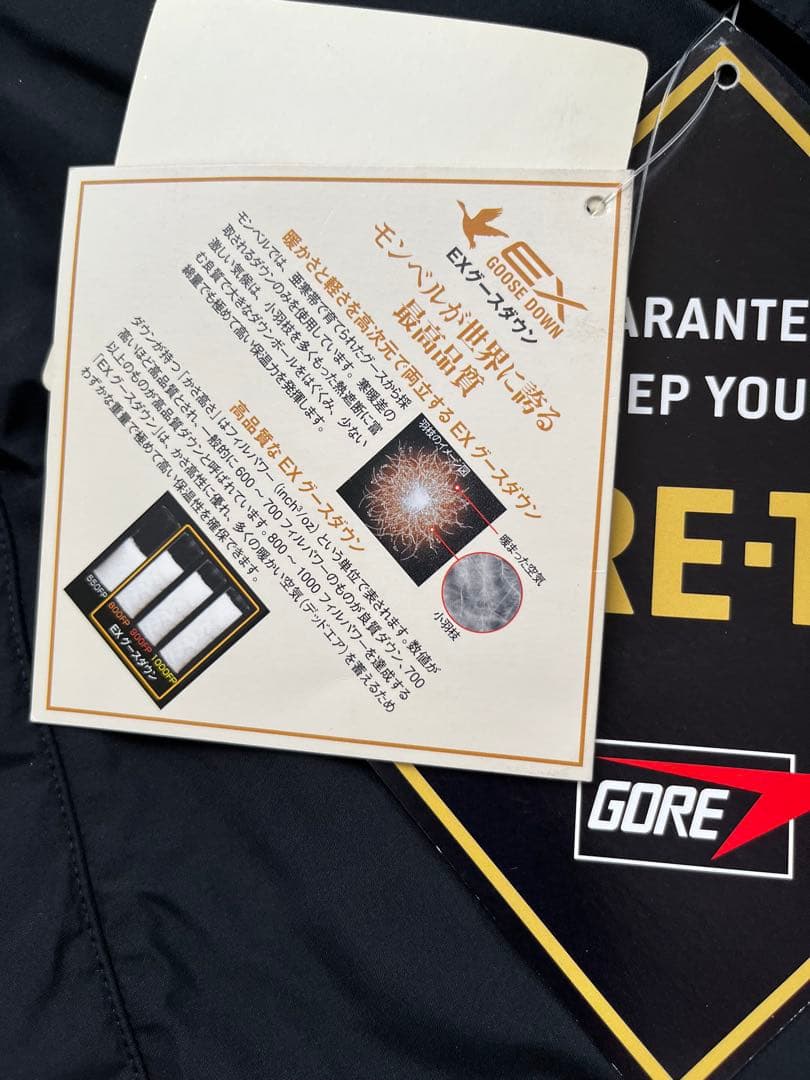 EX
GOOSE DOWN
EXグースダウン
モンベルが世界に誇る
最高品質
暖かさと軽さを高次元で両立するEXグースダウン
モンベルでは、亜寒帯で育てられたグースから採
取されるダウンのみを使用しています。寒暖差の
激しい気候は、小羽枝を多くもった熱遮断に富
む良質で大きなダウンボールをはぐくみ、少ない
綿量でも極めて高い保温力を発揮します。
羽枝のイメージ図
暖まった空気
小羽枝
高品質なEXグースダウン
ダウンが持つ「かさ高さ」はフィルパワー(inch³/oz)という単位で表されます。数値が
高いほど高品質とされ、一般的に600~700フィルパワーのものが良質ダウン、700
以上のものが高品質ダウンと呼ばれています。800~1000フィルパワーを達成する
「EXグースダウン」は、かさ高性に優れ、多くの暖かい空気(デッドエア)を蓄えるため
わずかな重量で極めて高い保温性を確保できます。
550FP
800FP 900FP 1000FP
EXグースダウン
ARANTE
EP YOU
RE-T
GORE